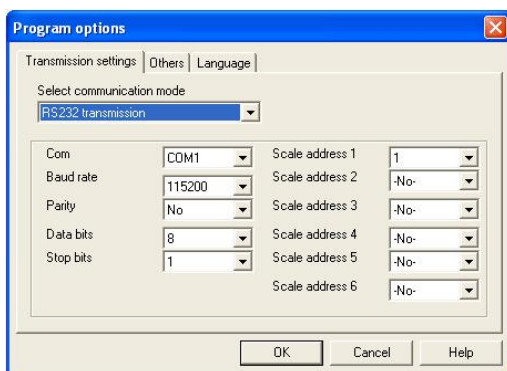 Program options
Transmission settings Others Language
Select communication mode
RS232 transmission
Com COM1 Scale address 1 1
Baud rate 115200 Scale address 2 -No-
Parity No Scale address 3 -No-
Data bits 8 Scale address 4 -No-
Stop bits 1 Scale address 5 -No-
Scale address 6 -No-
OK Cancel Help